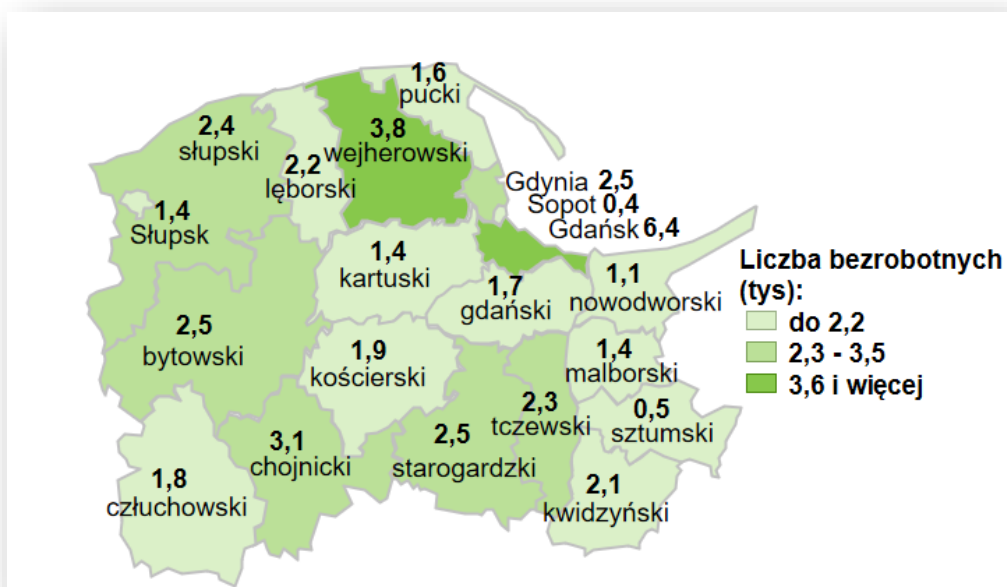 1,6
pucki
2,4
słupski
3,8
wejherowski
2,2
lęborski
Gdynia 2,5
Sopot 0,4
Gdańsk 6,4
1,4
Słupsk
1,4
kartuski
1,7
gdański
1,1
nowodworski
Liczba bezrobotnych
(tys):
do 2,2
2,3 - 3,5
3,6 i więcej
2,5
bytowski
1,9
kościerski
1,4
malborski
2,3
tczewski
0,5
sztumski
3,1
chojnicki
2,5
starogardzki
1,8
człuchowski
2,1
kwidzyński